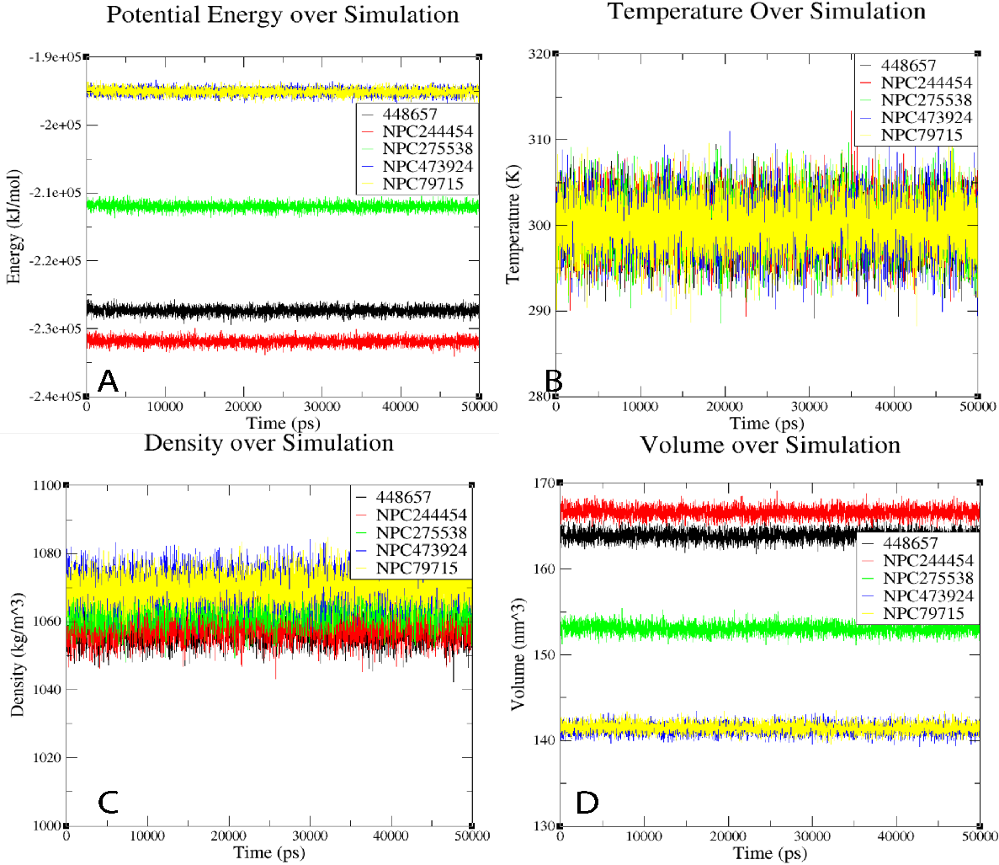 Potential Energy over Simulation
-1.9e+05
-2e+05
-2.1e+05
-2.2e+05
-2.3e+05
-2.4e+05
Energy (kJ/mol)
448657
NPC244454
NPC275538
NPC473924
NPC79715
A
0 10000 20000 30000 40000 50000
Time (ps)
Temperature Over Simulation
320
310
300
290
280
Temperature (K)
448657
NPC244454
NPC275538
NPC473924
NPC79715
B
0 10000 20000 30000 40000 50000
Time (ps)
Density over Simulation
1100
1080
1060
1040
1020
1000
Density (kg/m^3)
448657
NPC244454
NPC275538
NPC473924
NPC79715
C
0 10000 20000 30000 40000 50000
Time (ps)
Volume over Simulation
170
160
150
140
130
Volume (nm^3)
448657
NPC244454
NPC275538
NPC473924
NPC79715
D
0 10000 20000 30000 40000 50000
Time (ps)